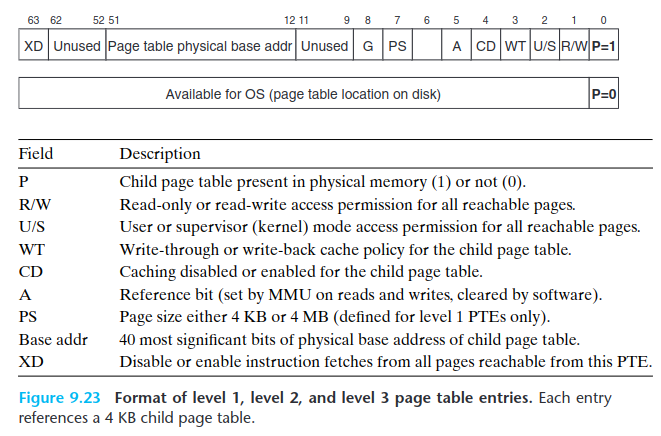 63 62 52 51 12 11 9 8 7 6 5 4 3 2 1 0
XD Unused Page table physical base addr Unused G PS A CD WT U/S R/W P=1
Available for OS (page table location on disk) P=0
Field Description
P Child page table present in physical memory (1) or not (0).
R/W Read-only or read-write access permission for all reachable pages.
U/S User or supervisor (kernel) mode access permission for all reachable pages.
WT Write-through or write-back cache policy for the child page table.
CD Caching disabled or enabled for the child page table.
A Reference bit (set by MMU on reads and writes, cleared by software).
PS Page size either 4 KB or 4 MB (defined for level 1 PTEs only).
Base addr 40 most significant bits of physical base address of child page table.
XD Disable or enable instruction fetches from all pages reachable from this PTE.
Figure 9.23 Format of level 1, level 2, and level 3 page table entries. Each entry
references a 4 KB child page table.